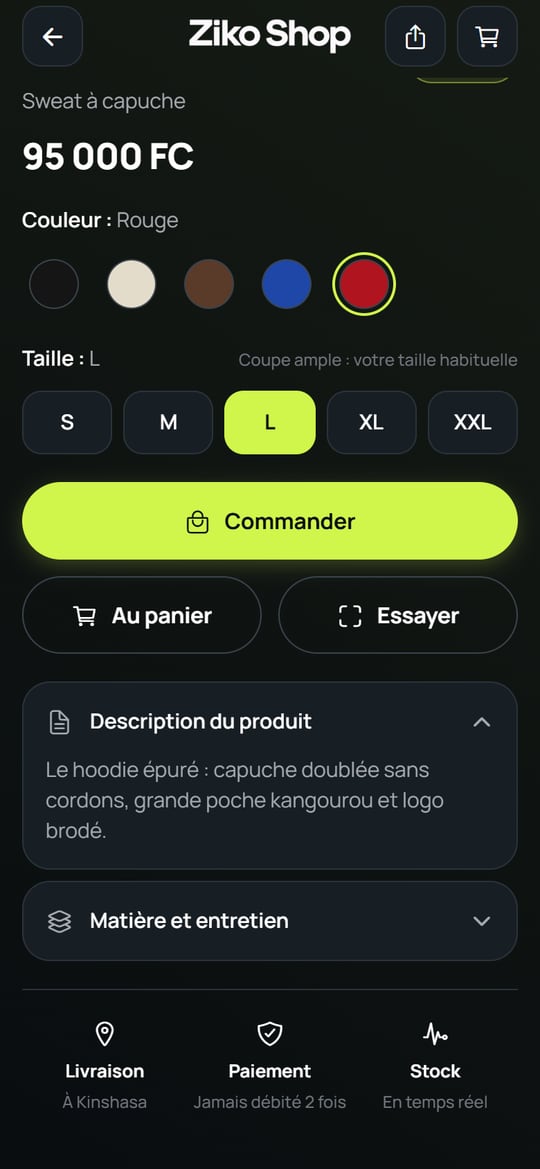 Ziko Shop
Sweat à capuche
95 000 FC
Couleur : Rouge
Taille : L
Coupe ample : votre taille habituelle
S M L XL XXL
Commander
Au panier Essayer
Description du produit
Le hoodie épuré : capuche doublée sans
cordons, grande poche kangourou et logo
brodé.
Matière et entretien
Livraison Paiement Stock
À Kinshasa Jamais débité 2 fois En temps réel